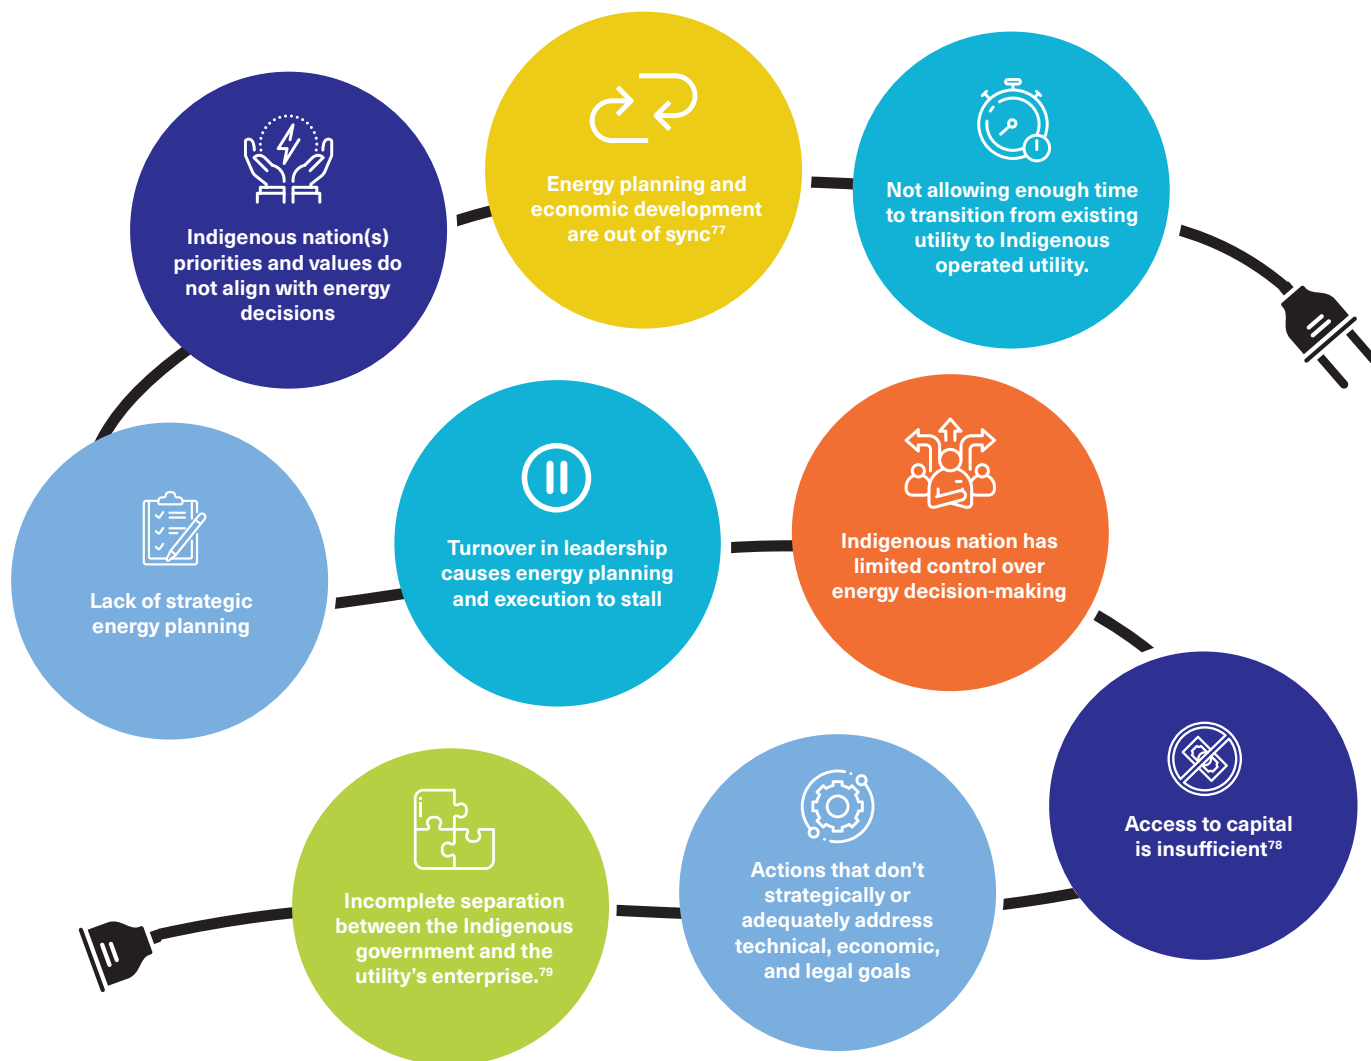 Indigenous nation(s)
priorities and values do
not align with energy
decisions
Energy planning and
economic development
are out of sync⁷⁷
Not allowing enough time
to transition from existing
utility to Indigenous
operated utility.
Lack of strategic
energy planning
Turnover in leadership
causes energy planning
and execution to stall
Indigenous nation has
limited control over
energy decision-making
Access to capital
is insufficient⁷⁸
Actions that don’t
strategically or
adequately address
technical, economic,
and legal goals
Incomplete separation
between the Indigenous
government and the
utility’s enterprise.⁷⁹